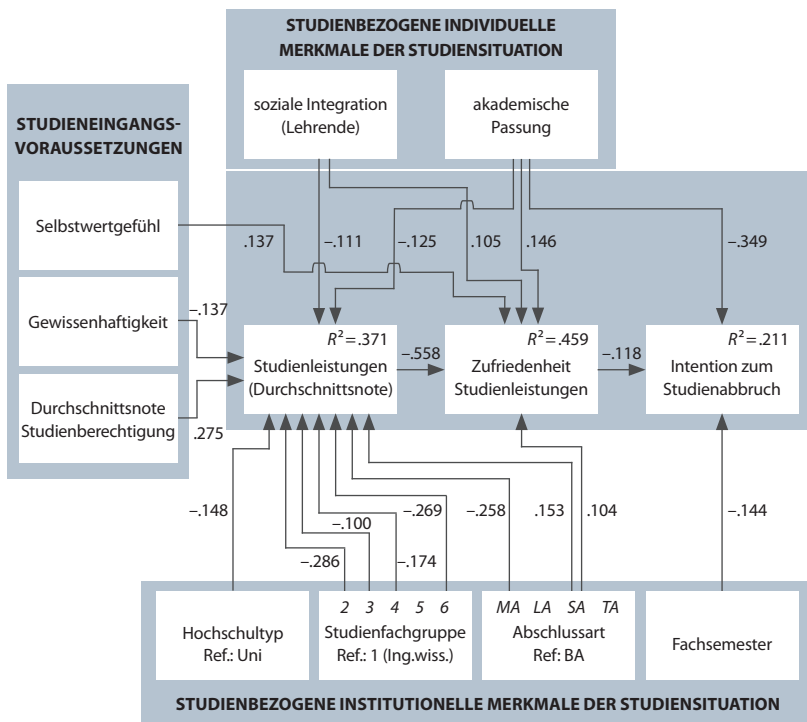 STUDIENBEZOGENE INDIVIDUELLE
MERKMALE DER STUDIENSITUATION
soziale Integration
(Lehrende)
akademische
Passung
STUDIENEINGANGS-
VORAUSSETZUNGEN
Selbstwertgefühl
Gewissenhaftigkeit
Durchschnittsnote
Studienberechtigung
.137
–.111
–.125
.105
.146
–.349
–.137
.275
R² =.371
Studienleistungen
(Durchschnittsnote)
–.558
R² =.459
Zufriedenheit
Studienleistungen
–.118
R² =.211
Intention zum
Studienabbruch
–.148
–.286
–.100
–.174
–.269
–.258
.153
.104
–.144
Hochschultyp
Ref.: Uni
2 3 4 5 6
Studienfachgruppe
Ref.: 1 (Ing.wiss.)
MA LA SA TA
Abschlussart
Ref: BA
Fachsemester
STUDIENBEZOGENE INSTITUTIONELLE MERKMALE DER STUDIENSITUATION